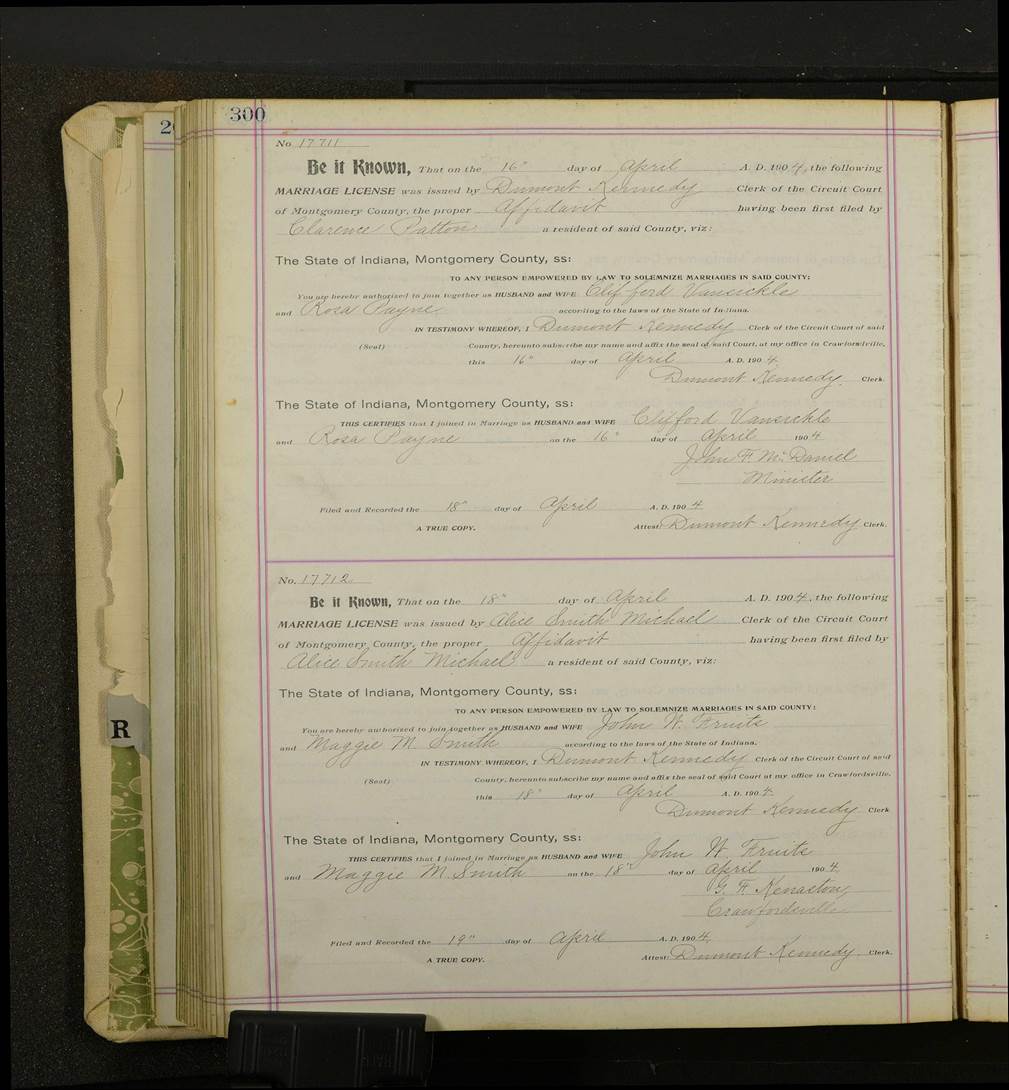 300
2
No. 17711
Be it Known, That on the 16" day of April A. D. 1904, the following
MARRIAGE LICENSE was issued by Dumont Kennedy Clerk of the Circuit Court
of Montgomery County, the proper Affidavit having been first filed by
Clarence Patton a resident of said County, viz:
The State of Indiana, Montgomery County, ss:
TO ANY PERSON EMPOWERED BY LAW TO SOLEMNIZE MARRIAGES IN SAID COUNTY:
You are hereby authorized to join together as HUSBAND and WIFE Clifford Vansickle
and Rosa Payne according to the laws of the State of Indiana.
IN TESTIMONY WHEREOF, I Dumont Kennedy Clerk of the Circuit Court of said
(Seal) County, hereunto subscribe my name and affix the seal of said Court, at my office in Crawfordsville,
this 16" day of April A. D. 1904
Dumont Kennedy Clerk.
The State of Indiana, Montgomery County, ss:
THIS CERTIFIES that I joined in Marriage as HUSBAND and WIFE Clifford Vansickle
and Rosa Payne on the 16" day of April 1904
John F. McDaniel
Minister
Filed and Recorded the 18" day of April A. D. 1904
A TRUE COPY. Attest: Dumont Kennedy Clerk.
No. 17712
Be it Known, That on the 18" day of April A. D. 1904, the following
MARRIAGE LICENSE was issued by Alice Smith Michael Clerk of the Circuit Court
of Montgomery County, the proper Affidavit having been first filed by
Alice Smith Michael a resident of said County, viz:
The State of Indiana, Montgomery County, ss:
TO ANY PERSON EMPOWERED BY LAW TO SOLEMNIZE MARRIAGES IN SAID COUNTY:
You are hereby authorized to join together as HUSBAND and WIFE John W. Fruits
and Maggie M. Smith according to the laws of the State of Indiana.
IN TESTIMONY WHEREOF, I Dumont Kennedy Clerk of the Circuit Court of said
(Seal) County, hereunto subscribe my name and affix the seal of said Court at my office in Crawfordsville,
this 18" day of April A. D. 1904
Dumont Kennedy Clerk
The State of Indiana, Montgomery County, ss:
THIS CERTIFIES that I joined in Marriage as HUSBAND and WIFE John W. Fruits
and Maggie M. Smith on the 18" day of April 1904
G. F. Kenaston
Crawfordsville
Filed and Recorded the 19" day of April A. D. 1904
A TRUE COPY. Attest: Dumont Kennedy Clerk.
R